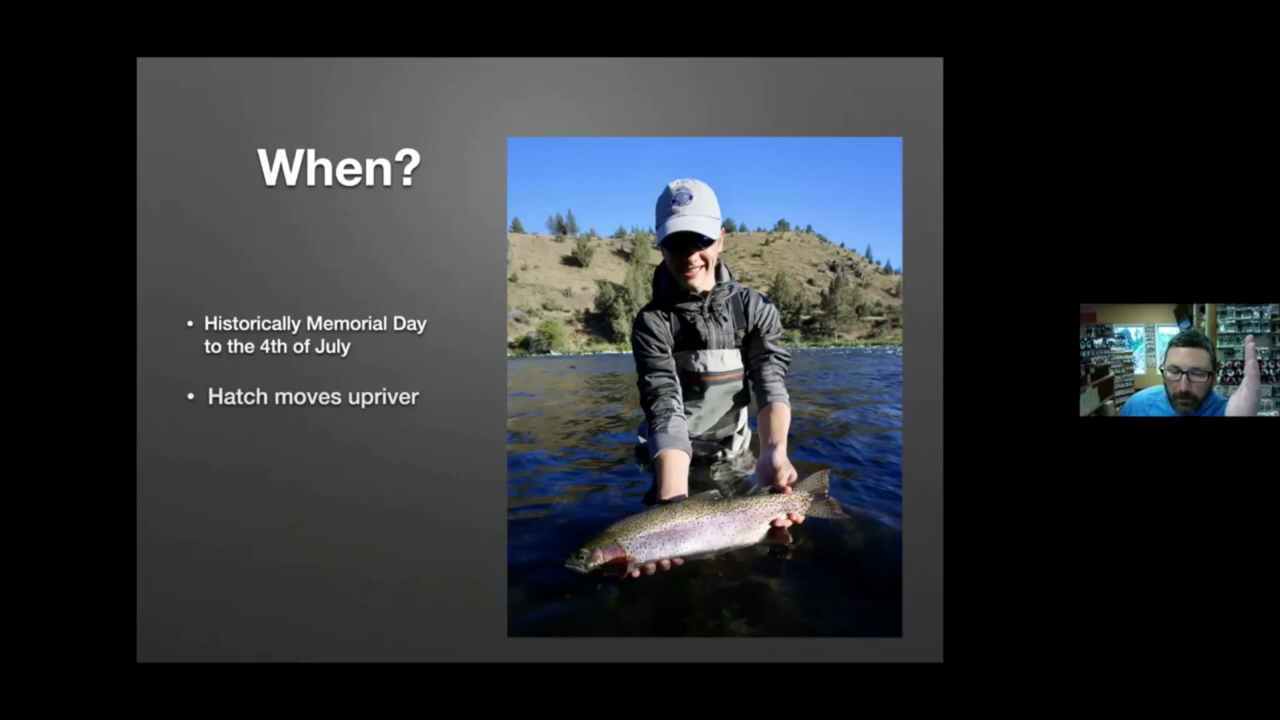 When?
• Historically Memorial Day
to the 4th of July
• Hatch moves upriver